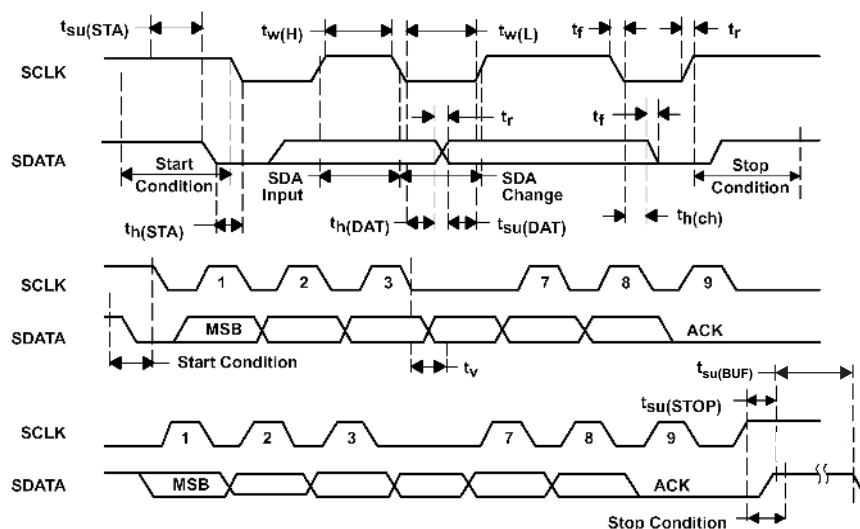 tsu(STA) tw(H) tw(L) tf tr
SCLK
tr tf
SDATA
Start Condition SDA Input SDA Change Stop Condition
th(STA) th(DAT) tsu(DAT) th(ch)
SCLK 1 2 3 7 8 9
SDATA MSB ACK
Start Condition tv
tsu(BUF)
tsu(STOP)
SCLK 1 2 3 7 8 9
SDATA MSB ACK
Stop Condition